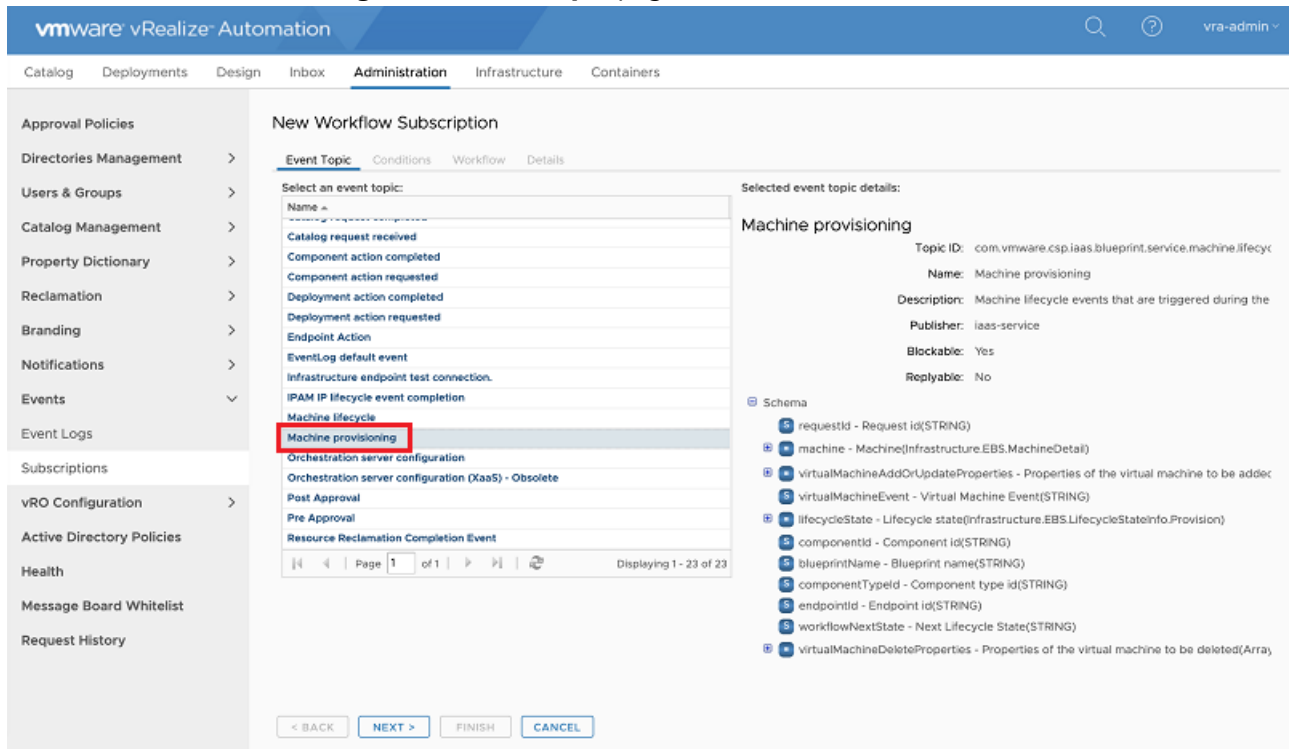 vmware vRealize Automation
vra-admin
Catalog Deployments Design Inbox Administration Infrastructure Containers
Approval Policies
Directories Management
Users & Groups
Catalog Management
Property Dictionary
Reclamation
Branding
Notifications
Events
Event Logs
Subscriptions
vRO Configuration
Active Directory Policies
Health
Message Board Whitelist
Request History
New Workflow Subscription
Event Topic Conditions Workflow Details
Select an event topic:
Name
Catalog request completed
Catalog request received
Component action completed
Component action requested
Deployment action completed
Deployment action requested
Endpoint Action
EventLog default event
Infrastructure endpoint test connection.
IPAM IP lifecycle event completion
Machine lifecycle
Machine provisioning
Orchestration server configuration
Orchestration server configuration (XaaS) - Obsolete
Post Approval
Pre Approval
Resource Reclamation Completion Event
Page 1 of 1 Displaying 1 - 23 of 23
Selected event topic details:
Machine provisioning
Topic ID: com.vmware.csp.iaas.blueprint.service.machine.lifecyc
Name: Machine provisioning
Description: Machine lifecycle events that are triggered during the
Publisher: iaas-service
Blockable: Yes
Replyable: No
Schema
requestId - Request id(STRING)
machine - Machine(Infrastructure.EBS.MachineDetail)
virtualMachineAddOrUpdateProperties - Properties of the virtual machine to be added
virtualMachineEvent - Virtual Machine Event(STRING)
lifecycleState - Lifecycle state(Infrastructure.EBS.LifecycleStateInfo.Provision)
componentId - Component id(STRING)
blueprintName - Blueprint name(STRING)
componentTypeId - Component type id(STRING)
endpointId - Endpoint id(STRING)
workflowNextState - Next Lifecycle State(STRING)
virtualMachineDeleteProperties - Properties of the virtual machine to be deleted(Array
< BACK NEXT > FINISH CANCEL